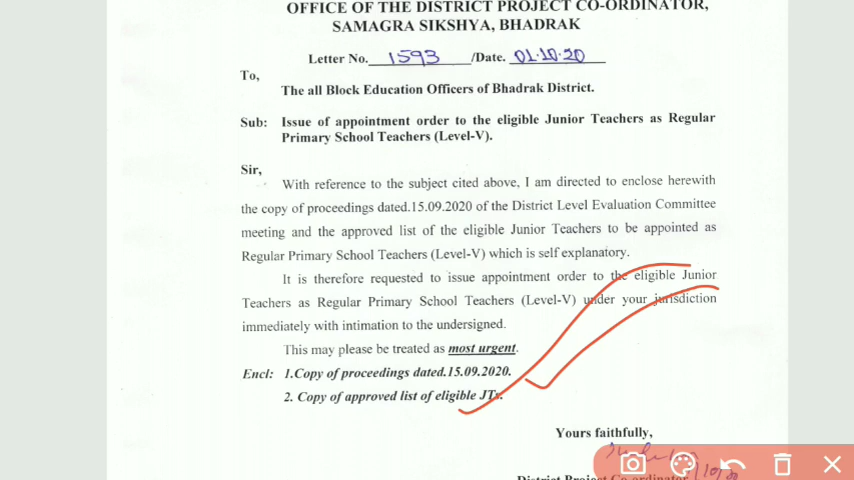 OFFICE OF THE DISTRICT PROJECT CO-ORDINATOR,
SAMAGRA SIKSHYA, BHADRAK
Letter No. 1593 /Date. 01.10.20
To,
The all Block Education Officers of Bhadrak District.
Sub: Issue of appointment order to the eligible Junior Teachers as Regular
Primary School Teachers (Level-V).
Sir,
With reference to the subject cited above, I am directed to enclose herewith
the copy of proceedings dated.15.09.2020 of the District Level Evaluation Committee
meeting and the approved list of the eligible Junior Teachers to be appointed as
Regular Primary School Teachers (Level-V) which is self explanatory.
It is therefore requested to issue appointment order to the eligible Junior
Teachers as Regular Primary School Teachers (Level-V) under your jurisdiction
immediately with intimation to the undersigned.
This may please be treated as most urgent.
Encl: 1.Copy of proceedings dated.15.09.2020.
2. Copy of approved list of eligible JTs.
Yours faithfully,
District Project Co-ordinator